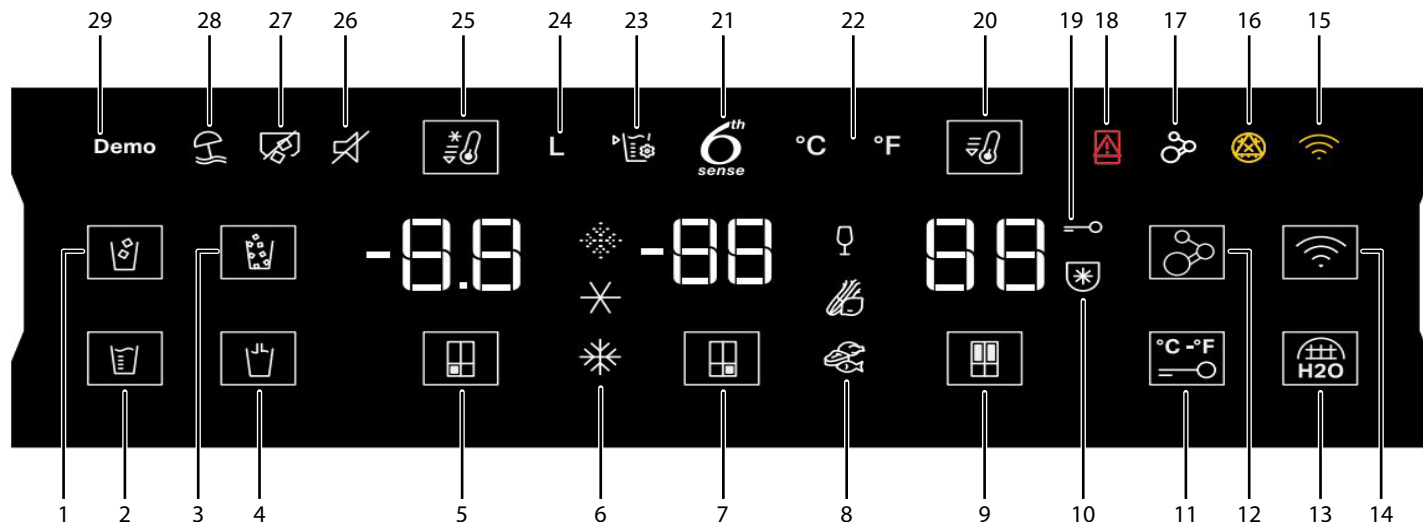 29 28 27 26 25 24 23 21 22 20 19 18 17 16 15
Demo L 6th sense °C °F
-8.8 -88 88
°C -°F
H2O
1 2 3 4 5 6 7 8 9 10 11 12 13 14